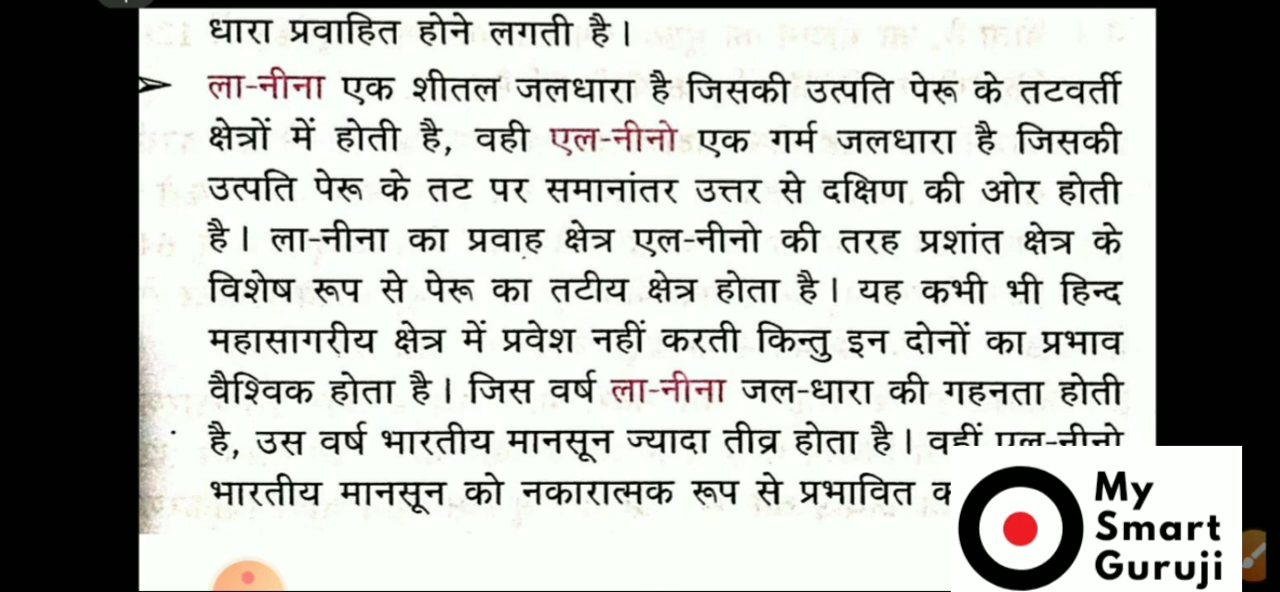 धारा प्रवाहित होने लगती है।
ला-नीना एक शीतल जलधारा है जिसकी उत्पति पेरू के तटवर्ती
क्षेत्रों में होती है, वही एल-नीनो एक गर्म जलधारा है जिसकी
उत्पति पेरू के तट पर समानांतर उत्तर से दक्षिण की ओर होती
है। ला-नीना का प्रवाह क्षेत्र एल-नीनो की तरह प्रशांत क्षेत्र के
विशेष रूप से पेरू का तटीय क्षेत्र होता है। यह कभी भी हिन्द
महासागरीय क्षेत्र में प्रवेश नहीं करती किन्तु इन दोनों का प्रभाव
वैश्विक होता है। जिस वर्ष ला-नीना जल-धारा की गहनता होती
है, उस वर्ष भारतीय मानसून ज्यादा तीव्र होता है। वहीं एल-नीनो
भारतीय मानसून को नकारात्मक रूप से प्रभावित
My
Smart
Guruji